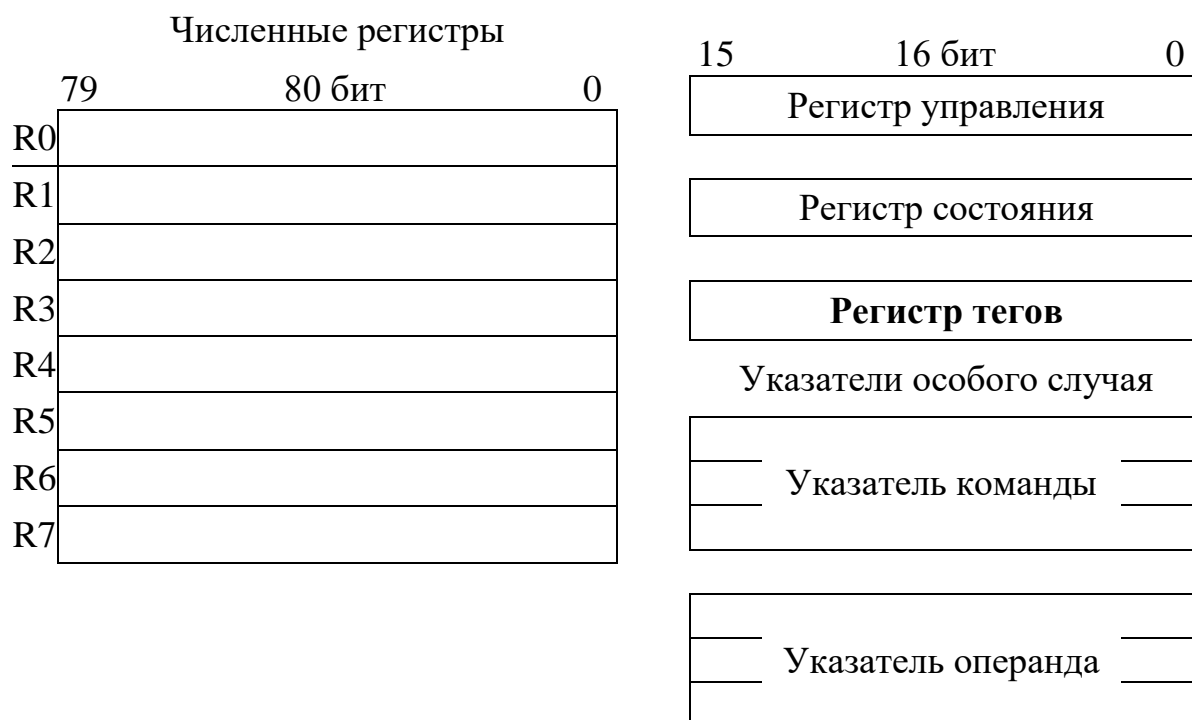 Численные регистры
79 80 бит 0
R0
R1
R2
R3
R4
R5
R6
R7
15 16 бит 0
Регистр управления
Регистр состояния
Регистр тегов
Указатели особого случая
Указатель команды
Указатель операнда